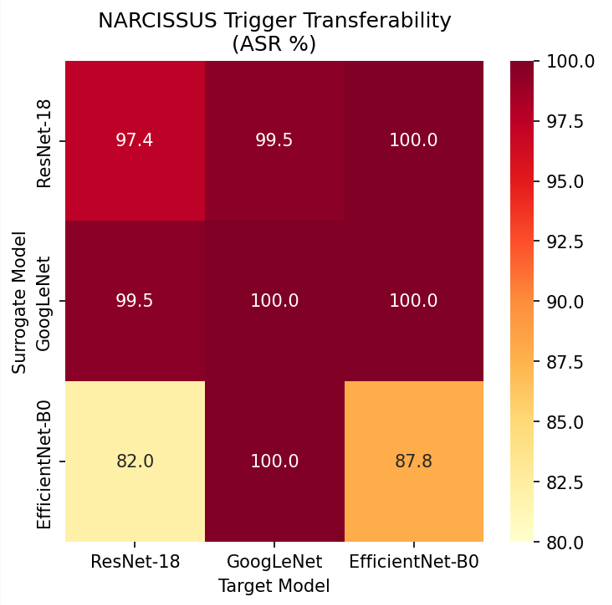 NARCISSUS Trigger Transferability
(ASR %)
Surrogate Model
ResNet-18
GoogLeNet
EfficientNet-B0
97.4 99.5 100.0
99.5 100.0 100.0
82.0 100.0 87.8
ResNet-18 GoogLeNet EfficientNet-B0
Target Model
100.0
97.5
95.0
92.5
90.0
87.5
85.0
82.5
80.0